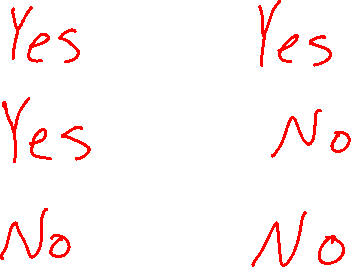 Yes Yes
Yes No
No No